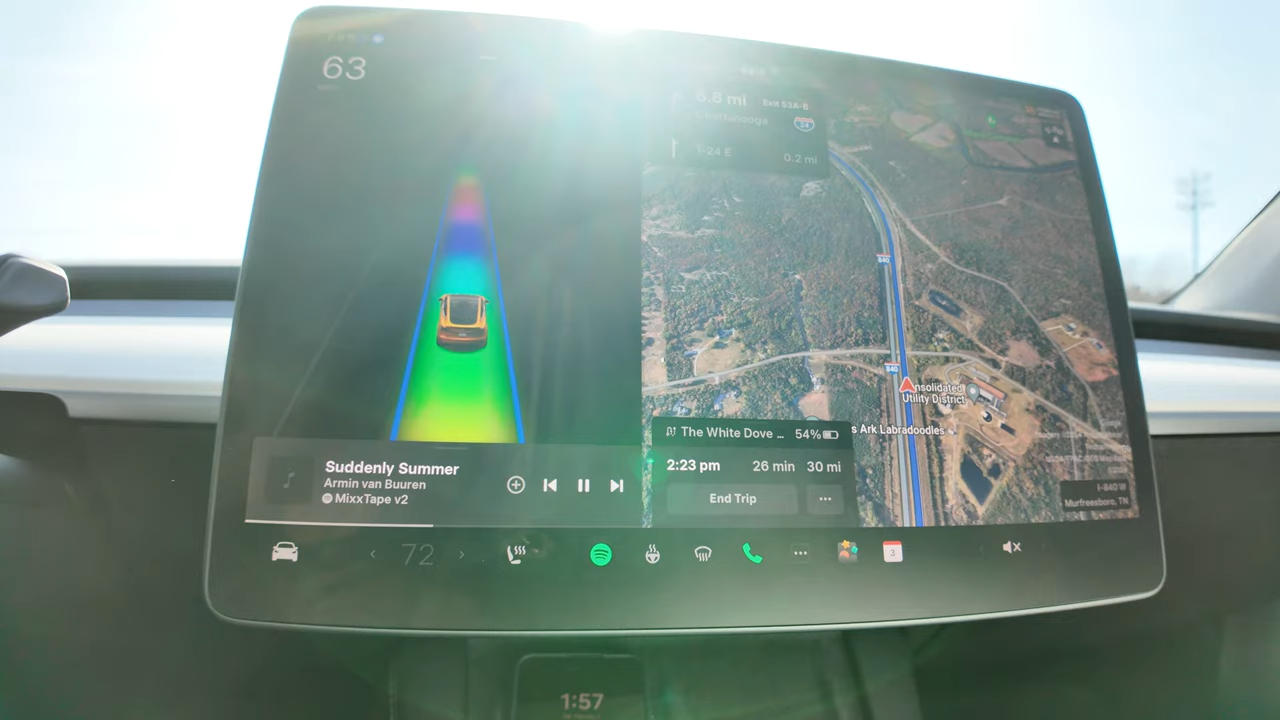 63
6.8 mi Exit 53A-B
Chattanooga
24
I-24 E 0.2 mi
840
840
nsolidated
Utility District
s Ark Labradoodles
The White Dove ... 54%
2:23 pm 26 min 30 mi
End Trip
I-840 W
Murfreesboro, TN
Suddenly Summer
Armin van Buuren
MixxTape v2
72
3
1:57